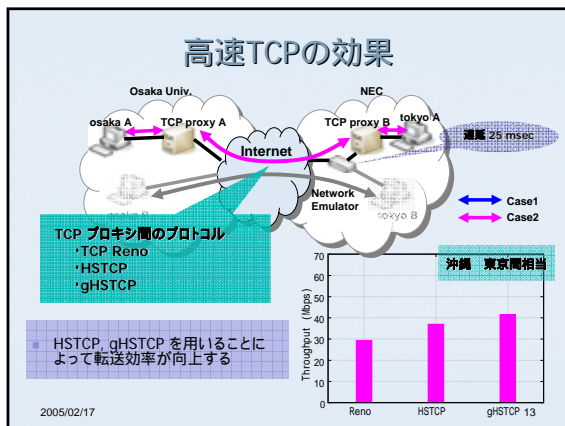 高速TCPの効果
Osaka Univ.
NEC
osaka A
TCP proxy A
TCP proxy B
tokyo A
Internet
遅延 25 msec
Network
Emulator
tokyo B
Case1
Case2
TCP プロキシ間のプロトコル
・TCP Reno
・HSTCP
・gHSTCP
沖縄 東京間相当
HSTCP, gHSTCP を用いることに
よって転送効率が向上する
Throughput (Mbps)
70
60
50
40
30
20
10
0
Reno
HSTCP
gHSTCP
2005/02/17
13